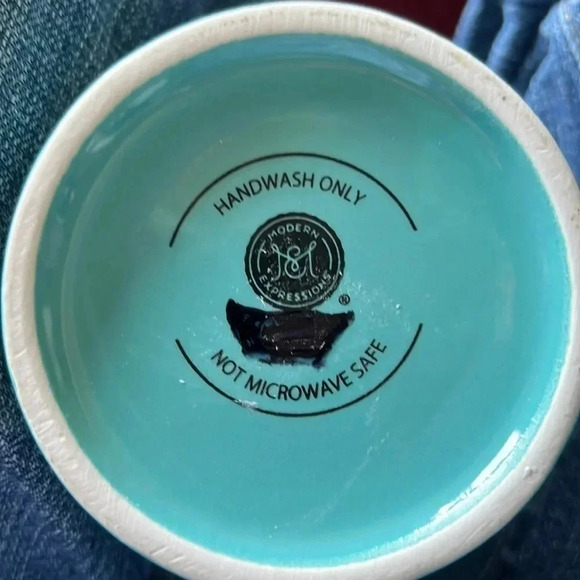 HANDWASH ONLY
MODERN
EXPRESSIONS
®
NOT MICROWAVE SAFE